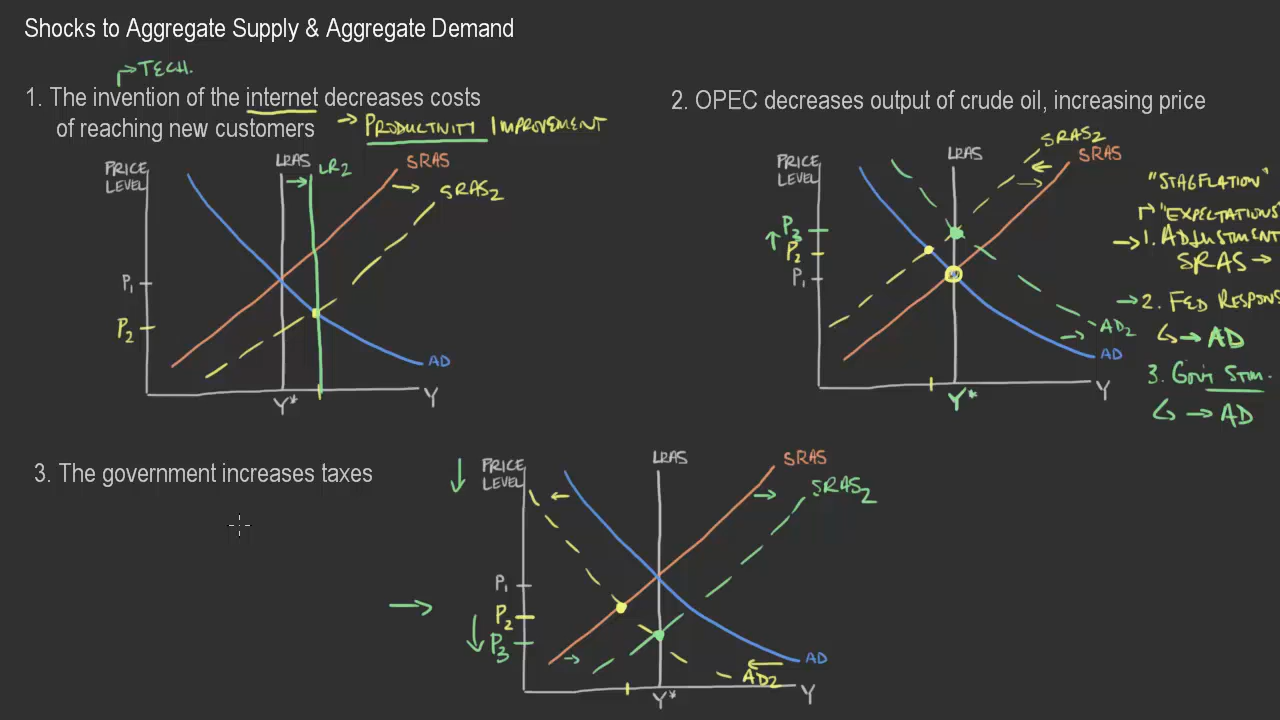 Shocks to Aggregate Supply & Aggregate Demand
→ TECH.
1. The invention of the internet decreases costs
of reaching new customers
→ PRODUCTIVITY IMPROVEMENT
PRICE
LEVEL
LRAS
LR2
SRAS
SRAS2
P1
P2
AD
Y*
Y
2. OPEC decreases output of crude oil, increasing price
PRICE
LEVEL
LRAS
SRAS2
SRAS
P3
P2
P1
AD2
AD
Y*
Y
"STAGFLATION"
"EXPECTATIONS"
→ 1. ADJUSTMENT
SRAS →
→ 2. FED RESPONS
↳ → AD
3. GOV'T STIM.
↳ → AD
3. The government increases taxes
PRICE
LEVEL
LRAS
SRAS
SRAS2
P1
P2
P3
AD
AD2
Y*
Y